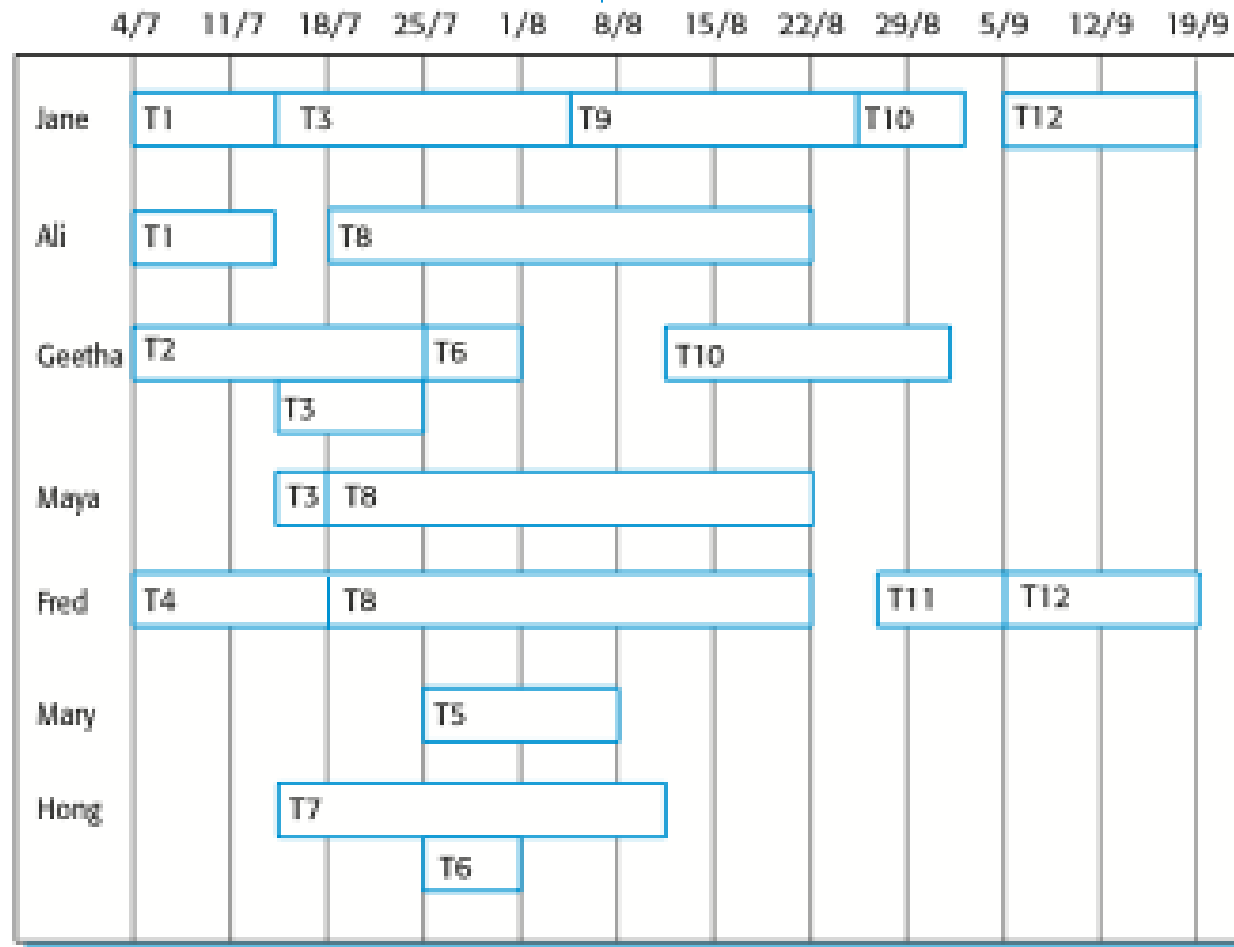 4/7 11/7 18/7 25/7 1/8 8/8 15/8 22/8 29/8 5/9 12/9 19/9
Jane T1 T3 T9 T10 T12
Ali T1 T8
Geetha T2 T6 T10
T3
Maya T3 T8
Fred T4 T8 T11 T12
Mary T5
Hong T7
T6